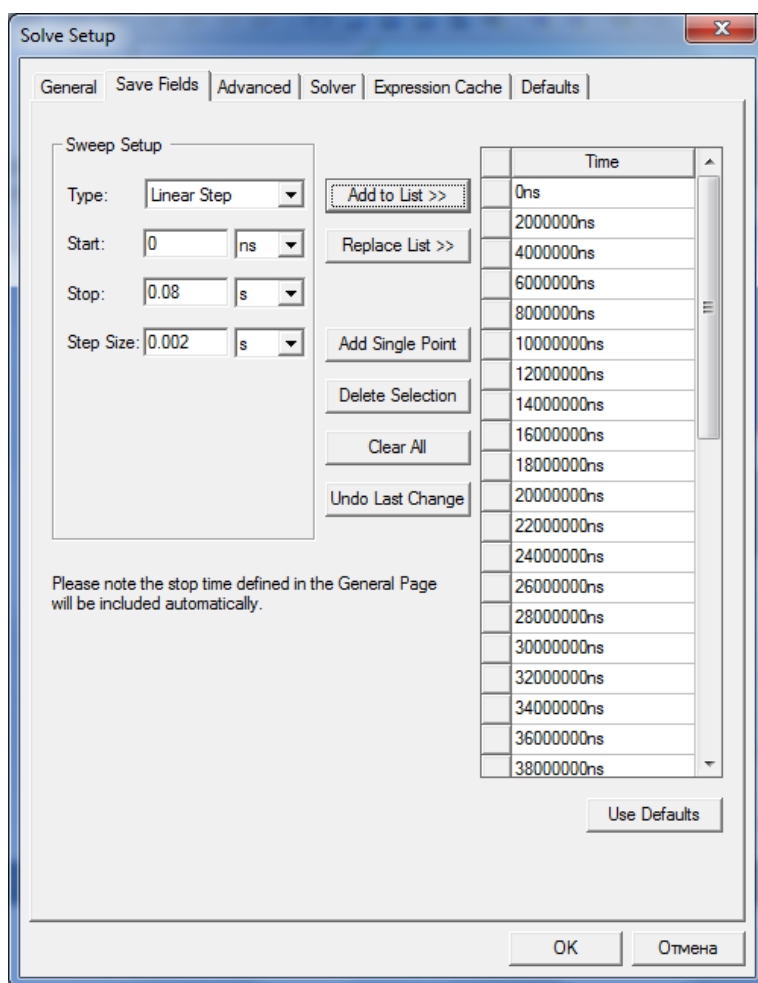 Solve Setup
General Save Fields Advanced Solver Expression Cache Defaults
Sweep Setup
Type: Linear Step
Start: 0 ns
Stop: 0.08 s
Step Size: 0.002 s
Add to List >>
Replace List >>
Add Single Point
Delete Selection
Clear All
Undo Last Change
Please note the stop time defined in the General Page
will be included automatically.
Time
0ns
2000000ns
4000000ns
6000000ns
8000000ns
10000000ns
12000000ns
14000000ns
16000000ns
18000000ns
20000000ns
22000000ns
24000000ns
26000000ns
28000000ns
30000000ns
32000000ns
34000000ns
36000000ns
38000000ns
Use Defaults
OK Отмена